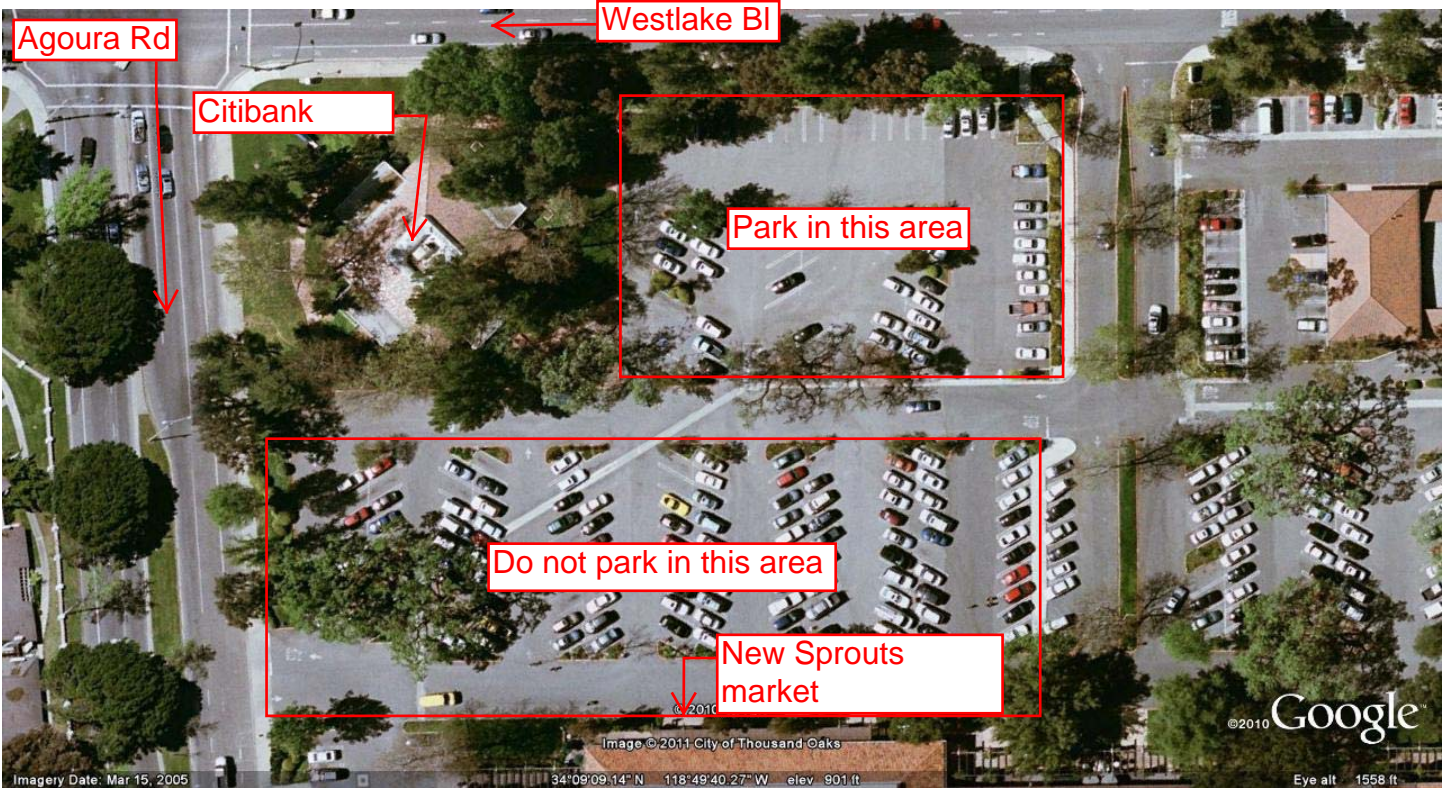 Westlake Bl
Agoura Rd
Citibank
Park in this area
Do not park in this area
New Sprouts
market
© 2010
©2010 Google™
Image © 2011 City of Thousand Oaks
Imagery Date: Mar 15, 2005
34°09'09.14" N 118°49'40.27" W elev 901 ft
Eye alt 1558 ft